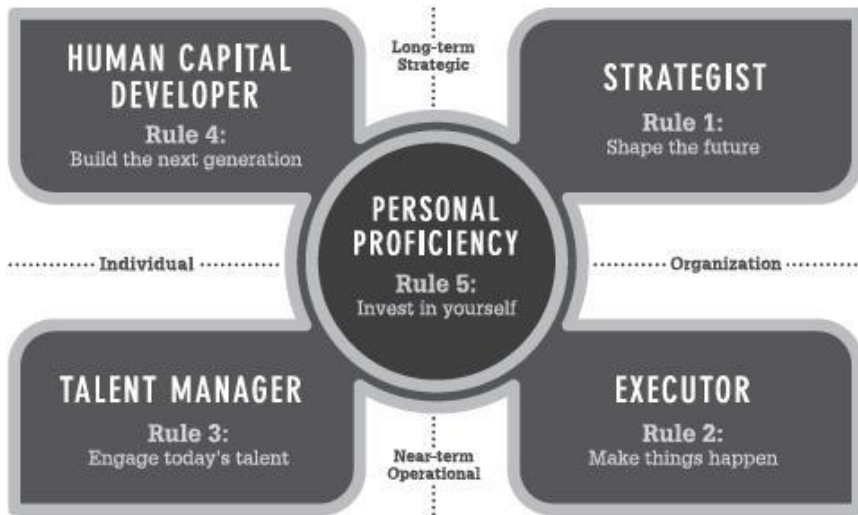 HUMAN CAPITAL
DEVELOPER
Rule 4:
Build the next generation
Long-term
Strategic
STRATEGIST
Rule 1:
Shape the future
PERSONAL
PROFICIENCY
Rule 5:
Invest in yourself
Individual
Organization
TALENT MANAGER
Rule 3:
Engage today's talent
Near-term
Operational
EXECUTOR
Rule 2:
Make things happen